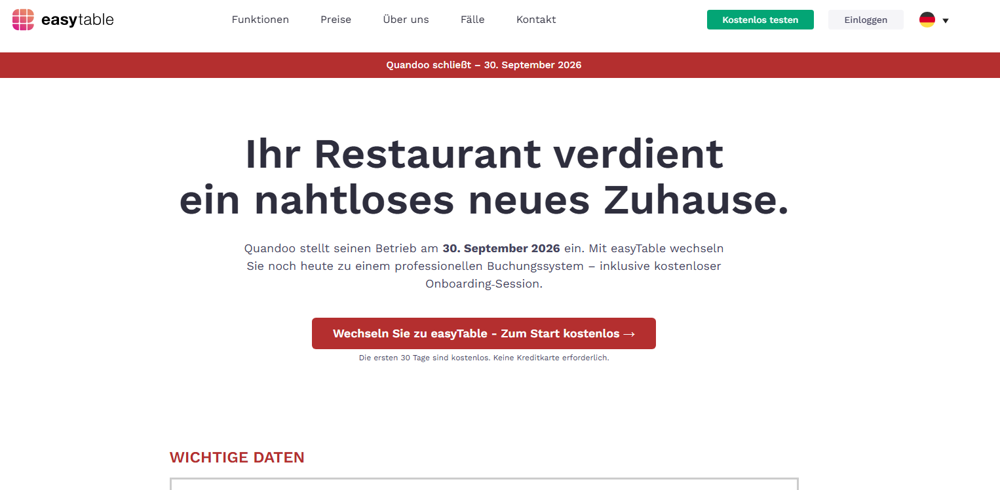 easytable
Funktionen
Preise
Über uns
Fälle
Kontakt
Kostenlos testen
Einloggen
Quandoo schließt – 30. September 2026
Ihr Restaurant verdient
ein nahtloses neues Zuhause.
Quandoo stellt seinen Betrieb am 30. September 2026 ein. Mit easyTable wechseln
Sie noch heute zu einem professionellen Buchungssystem – inklusive kostenloser
Onboarding-Session.
Wechseln Sie zu easyTable - Zum Start kostenlos →
Die ersten 30 Tage sind kostenlos. Keine Kreditkarte erforderlich.
WICHTIGE DATEN